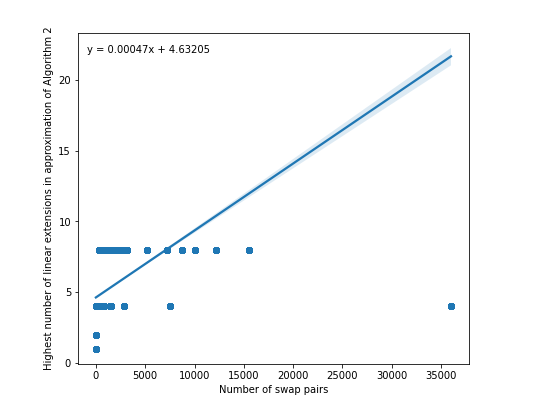 Highest number of linear extensions in approximation of Algorithm 2
y = 0.00047x + 4.63205
20
15
10
5
0
0 5000 10000 15000 20000 25000 30000 35000
Number of swap pairs